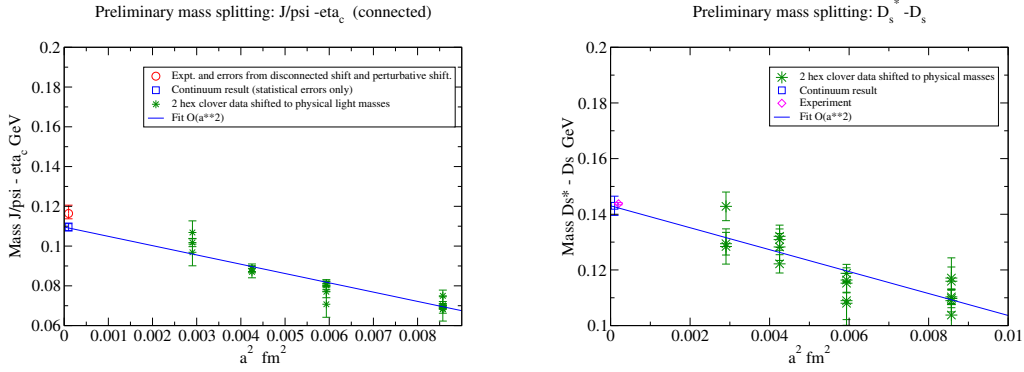 Preliminary mass splitting: J/psi -eta_c (connected)
0.2
0.18
0.16
0.14
0.12
0.1
0.08
0.06
Mass J/psi - eta_c GeV
Expt. and errors from disconnected shift and perturbative shift.
Continuum result (statistical errors only)
2 hex clover data shifted to physical light masses
Fit O(a**2)
0 0.001 0.002 0.003 0.004 0.005 0.006 0.007 0.008
a^2 fm^2
Preliminary mass splitting: D_s^* -D_s
0.2
0.18
0.16
0.14
0.12
0.1
Mass Ds* - Ds GeV
2 hex clover data shifted to physical masses
Continuum result
Experiment
Fit O(a**2)
0 0.002 0.004 0.006 0.008 0.01
a^2 fm^2